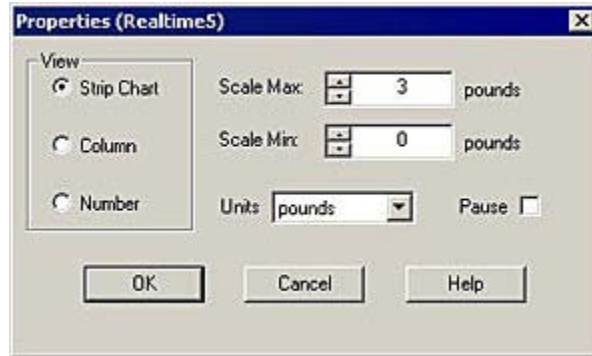 Properties (Realtime5)
View
Strip Chart
Scale Max: 3 pounds
Column
Scale Min: 0 pounds
Number
Units pounds Pause
OK Cancel Help